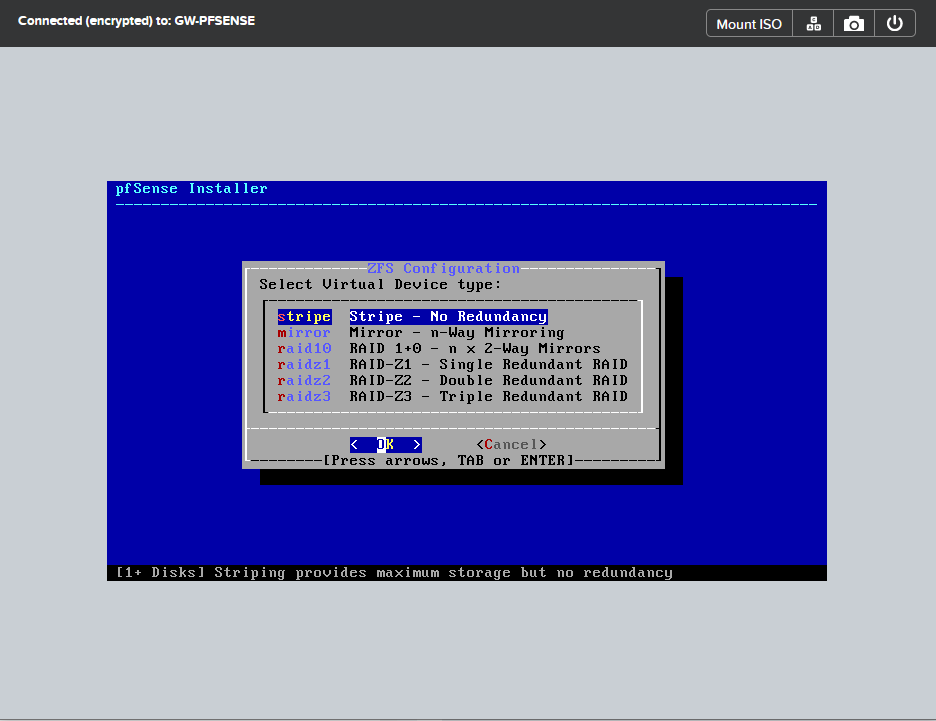 Connected (encrypted) to: GW-PFSENSE
Mount ISO
pfSense Installer
ZFS Configuration
Select Virtual Device type:
stripe Stripe - No Redundancy
mirror Mirror - n-Way Mirroring
raid10 RAID 1+0 - n x 2-Way Mirrors
raidz1 RAID-Z1 - Single Redundant RAID
raidz2 RAID-Z2 - Double Redundant RAID
raidz3 RAID-Z3 - Triple Redundant RAID
< OK > <Cancel>
[Press arrows, TAB or ENTER]
[1+ Disks] Striping provides maximum storage but no redundancy